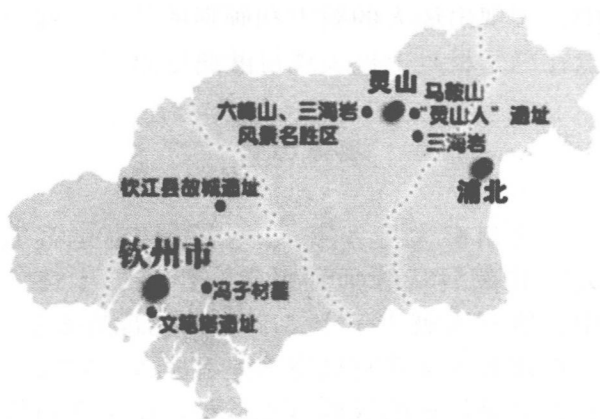 灵山
马鞍山
六峰山、三海岩
风景名胜区
“灵山人”遗址
三海岩
浦北
钦江县故城遗址
钦州市
冯子材墓
文笔塔遗址